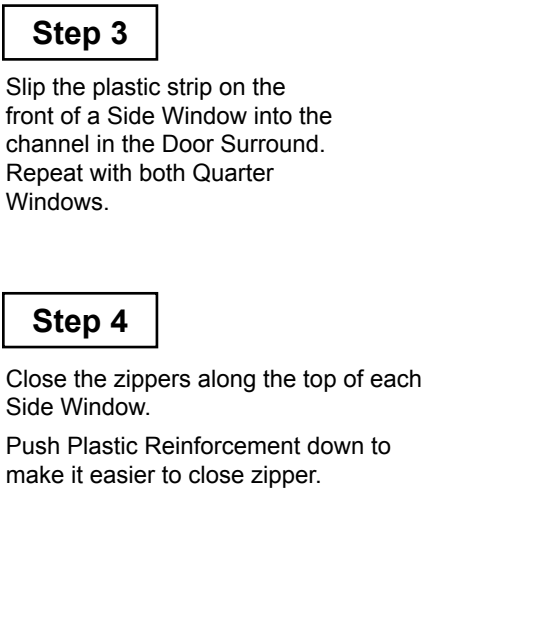 Step 3
Slip the plastic strip on the
front of a Side Window into the
channel in the Door Surround.
Repeat with both Quarter
Windows.
Step 4
Close the zippers along the top of each
Side Window.
Push Plastic Reinforcement down to
make it easier to close zipper.